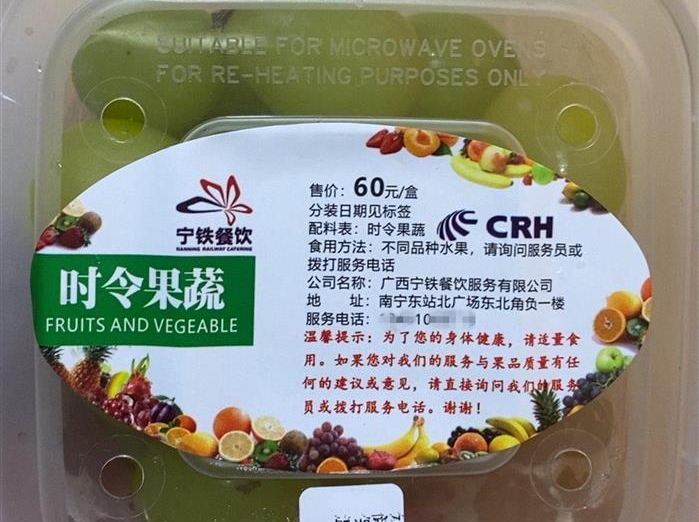 SUITABLE FOR MICROWAVE OVENS
FOR RE-HEATING PURPOSES ONLY
宁铁餐饮
NANNING RAILWAY CATERING
时令果蔬
FRUITS AND VEGEABLE
售价：60元/盒
分装日期见标签
配料表：时令果蔬
CRH
食用方法：不同品种水果，请询问服务员或
拨打服务电话
公司名称：广西宁铁餐饮服务有限公司
地 址：南宁东站北广场东北角负一楼
服务电话：
温馨提示：为了您的身体健康，请适量食
用。如果您对我们的服务与果品质量有任
何的建议或意见，请直接询问我们的服务
员或拨打服务电话。谢谢！